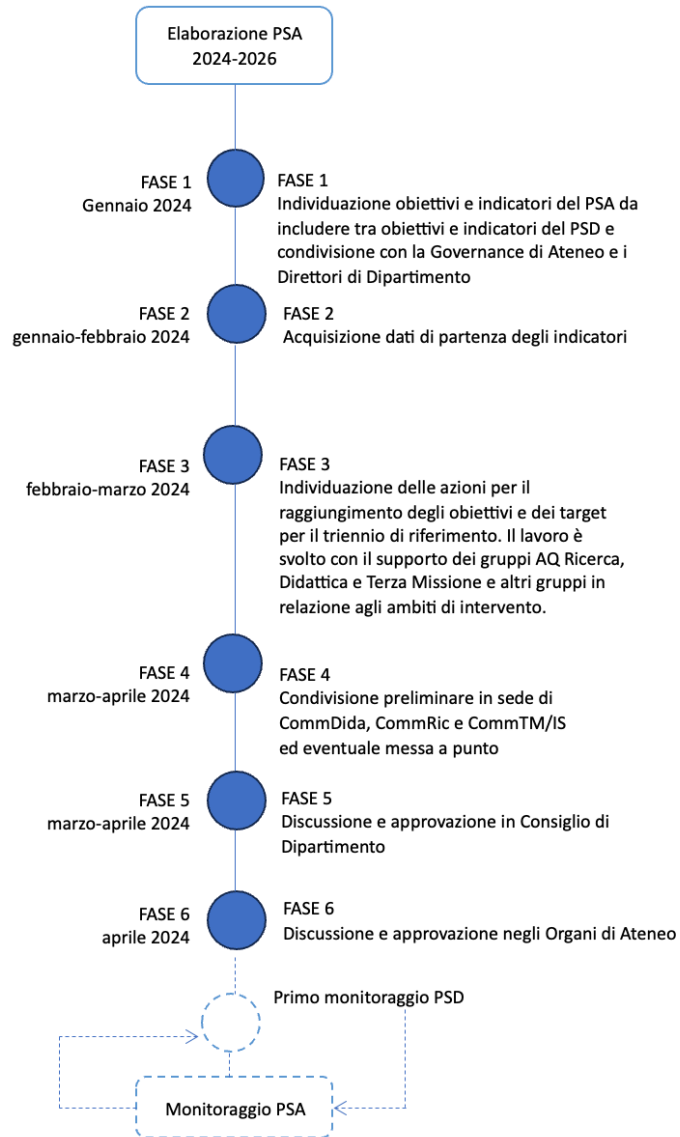 Elaborazione PSA
2024-2026
FASE 1
Gennaio 2024
FASE 1
Individuazione obiettivi e indicatori del PSA da
includere tra obiettivi e indicatori del PSD e
condivisione con la Governance di Ateneo e i
Direttori di Dipartimento
FASE 2
gennaio-febbraio 2024
FASE 2
Acquisizione dati di partenza degli indicatori
FASE 3
febbraio-marzo 2024
FASE 3
Individuazione delle azioni per il
raggiungimento degli obiettivi e dei target
per il triennio di riferimento. Il lavoro è
svolto con il supporto dei gruppi AQ Ricerca,
Didattica e Terza Missione e altri gruppi in
relazione agli ambiti di intervento.
FASE 4
marzo-aprile 2024
FASE 4
Condivisione preliminare in sede di
CommDida, CommRic e CommTM/IS
ed eventuale messa a punto
FASE 5
marzo-aprile 2024
FASE 5
Discussione e approvazione in Consiglio di
Dipartimento
FASE 6
aprile 2024
FASE 6
Discussione e approvazione negli Organi di Ateneo
Primo monitoraggio PSD
Monitoraggio PSA